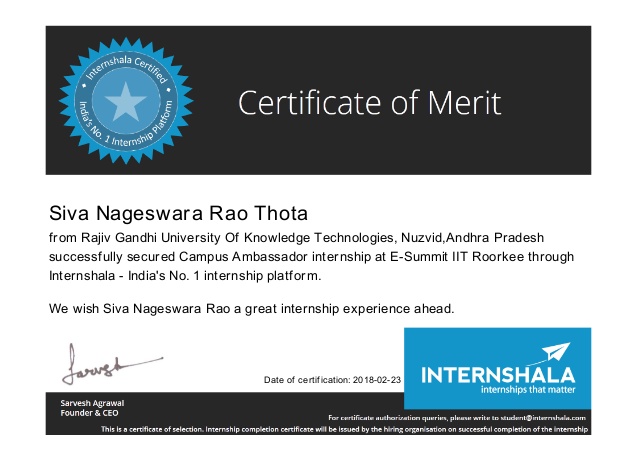 Internshala Certified
India's No. 1 Internship Platform
Certificate of Merit
Siva Nageswara Rao Thota
from Rajiv Gandhi University Of Knowledge Technologies, Nuzvid,Andhra Pradesh
successfully secured Campus Ambassador internship at E-Summit IIT Roorkee through
Internshala - India's No. 1 internship platform.
We wish Siva Nageswara Rao a great internship experience ahead.
Sarvesh
Date of certification: 2018-02-23
INTERNSHALA
internships that matter
Sarvesh Agrawal
Founder & CEO
For certificate authorization queries, please write to student@internshala.com
This is a certificate of selection. Internship completion certificate will be issued by the hiring organisation on successful completion of the internship